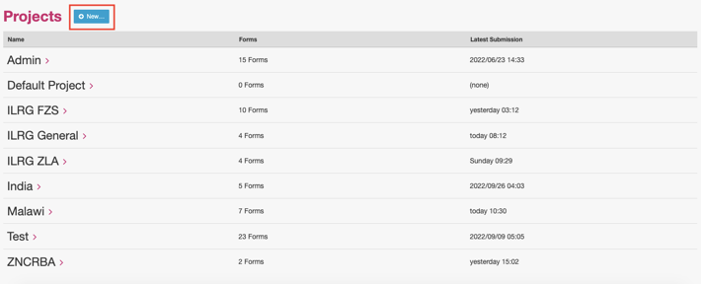 Projects New...
Name Forms Latest Submission
Admin 15 Forms 2022/06/23 14:33
Default Project 0 Forms (none)
ILRG FZS 10 Forms yesterday 03:12
ILRG General 4 Forms today 08:12
ILRG ZLA 4 Forms Sunday 09:29
India 5 Forms 2022/09/26 04:03
Malawi 7 Forms today 10:30
Test 23 Forms 2022/09/09 05:05
ZNCRBA 2 Forms yesterday 15:02